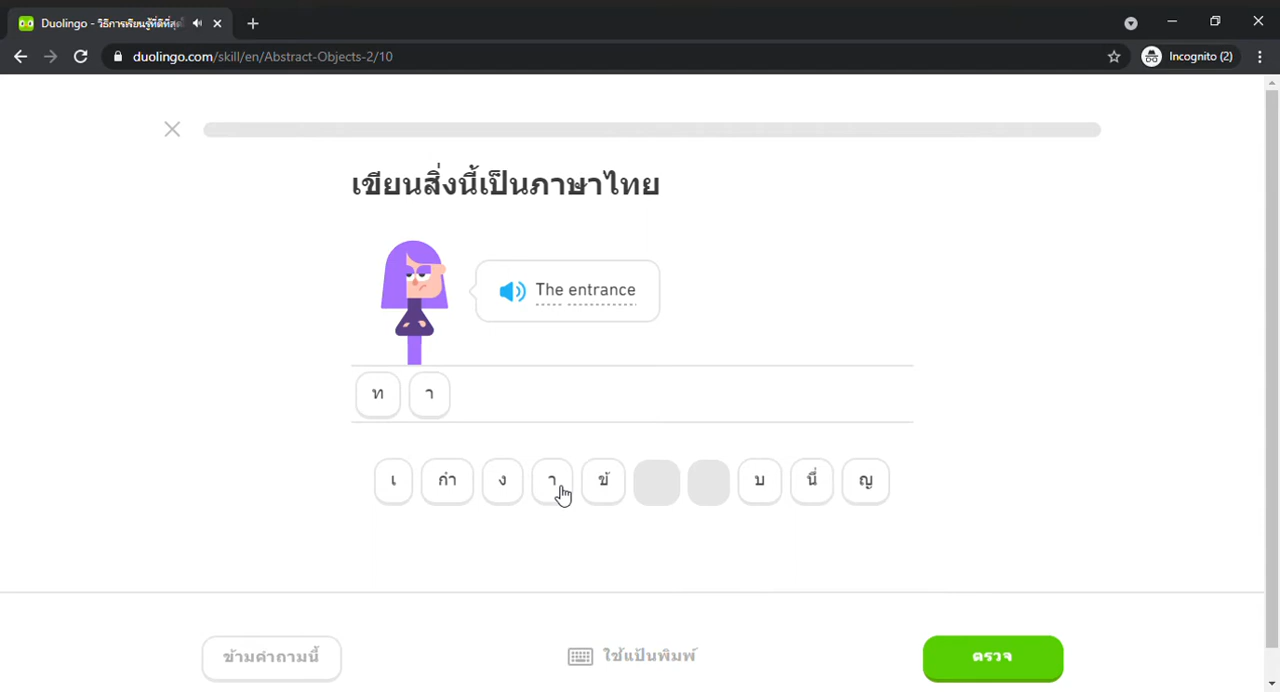 Duolingo - วิธีการเรียนรู้ที่ดีที่สุด
duolingo.com/skill/en/Abstract-Objects-2/10
Incognito (2)
เขียนสิ่งนี้เป็นภาษาไทย
The entrance
ท า
เ กำ ง า ข้ บ นี่ ญ
ข้ามคำถามนี้ ใช้แป้นพิมพ์ ตรวจ